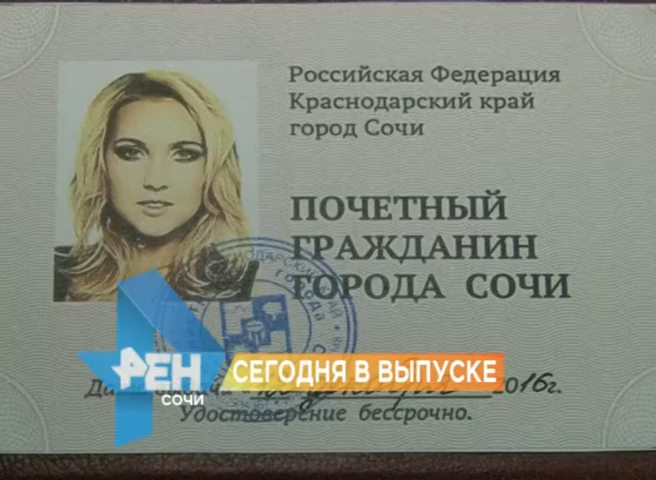 Российская Федерация
Краснодарский край
город Сочи
ПОЧЕТНЫЙ
ГРАЖДАНИН
ГОРОДА СОЧИ
РЕН
СОЧИ
СЕГОДНЯ В ВЫПУСКЕ
2016г.
Удостоверение бессрочно.